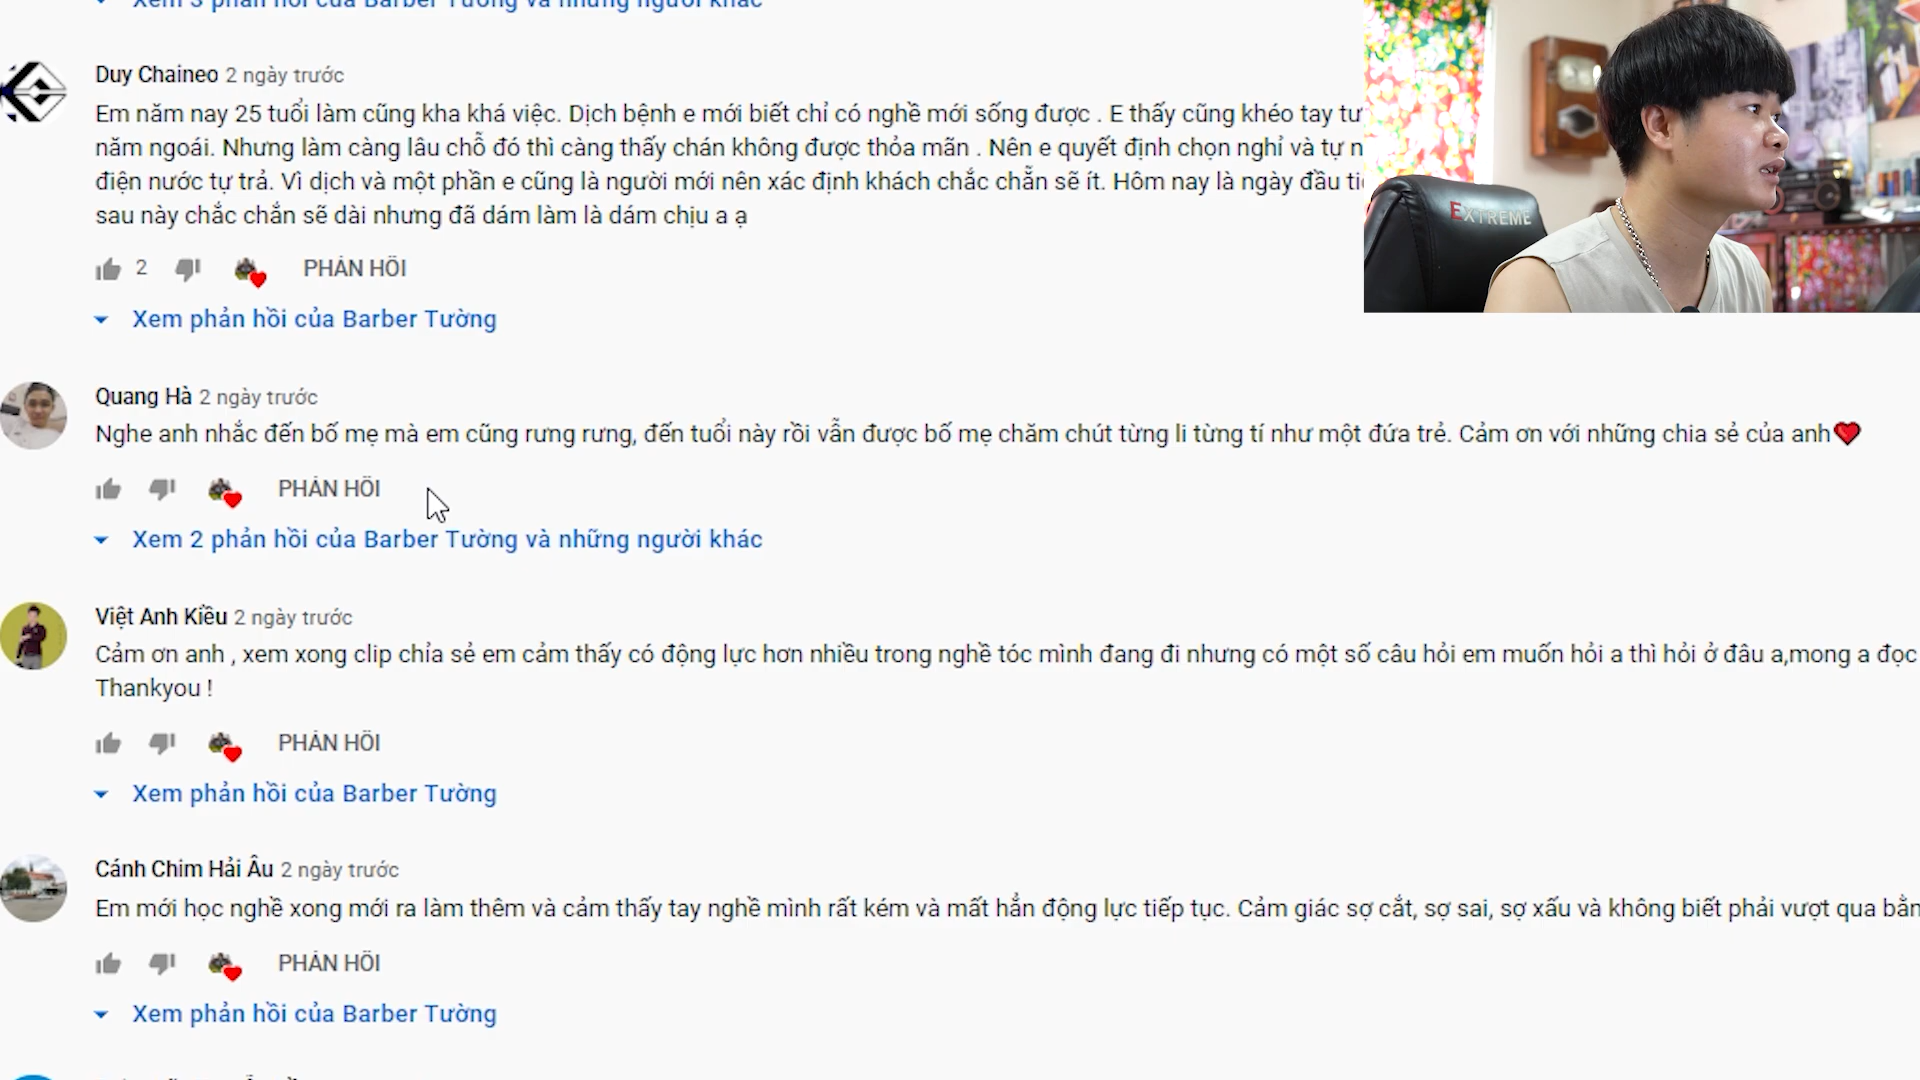 Xem 3 phản hồi của Barber Tường và những người khác
Duy Chaineo 2 ngày trước
Em năm nay 25 tuổi làm cũng kha khá việc. Dịch bệnh e mới biết chỉ có nghề mới sống được . E thấy cũng khéo tay
năm ngoái. Nhưng làm càng lâu chỗ đó thì càng thấy chán không được thỏa mãn . Nên e quyết định chọn nghỉ và tự
điện nước tự trả. Vì dịch và một phần e cũng là người mới nên xác định khách chắc chẵn sẽ ít. Hôm nay là ngày đầu
sau này chắc chắn sẽ dài nhưng đã dám làm là dám chịu a ạ
2 PHẢN HỒI
Xem phản hồi của Barber Tường
EXTREME
Quang Hà 2 ngày trước
Nghe anh nhắc đến bố mẹ mà em cũng rưng rưng, đến tuổi này rồi vẫn được bố mẹ chăm chút từng li từng tí như một đứa trẻ. Cảm ơn với những chia sẻ của anh❤
PHẢN HỒI
Xem 2 phản hồi của Barber Tường và những người khác
Việt Anh Kiều 2 ngày trước
Cảm ơn anh , xem xong clip chỉa sẻ em cảm thấy có động lực hơn nhiều trong nghề tóc mình đang đi nhưng có một số câu hỏi em muốn hỏi a thì hỏi ở đâu a,mong a đọc
Thankyou !
PHẢN HỒI
Xem phản hồi của Barber Tường
Cánh Chim Hải Âu 2 ngày trước
Em mới học nghề xong mới ra làm thêm và cảm thấy tay nghề mình rất kém và mất hẳn động lực tiếp tục. Cảm giác sợ cắt, sợ sai, sợ xấu và không biết phải vượt qua
PHẢN HỒI
Xem phản hồi của Barber Tường